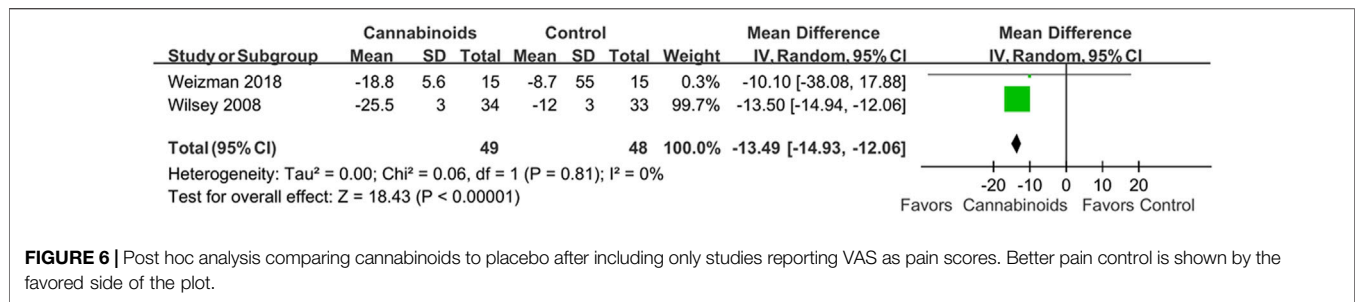 Cannabinoids Control Mean Difference Mean Difference
Study or Subgroup Mean SD Total Mean SD Total Weight IV, Random, 95% CI IV, Random, 95% CI
Weizman 2018 -18.8 5.6 15 -8.7 55 15 0.3% -10.10 [-38.08, 17.88]
Wilsey 2008 -25.5 3 34 -12 3 33 99.7% -13.50 [-14.94, -12.06]
Total (95% CI) 49 48 100.0% -13.49 [-14.93, -12.06]
Heterogeneity: Tau² = 0.00; Chi² = 0.06, df = 1 (P = 0.81); I² = 0%
Test for overall effect: Z = 18.43 (P < 0.00001)
-20 -10 0 10 20
Favors Cannabinoids Favors Control
FIGURE 6 | Post hoc analysis comparing cannabinoids to placebo after including only studies reporting VAS as pain scores. Better pain control is shown by the
favored side of the plot.